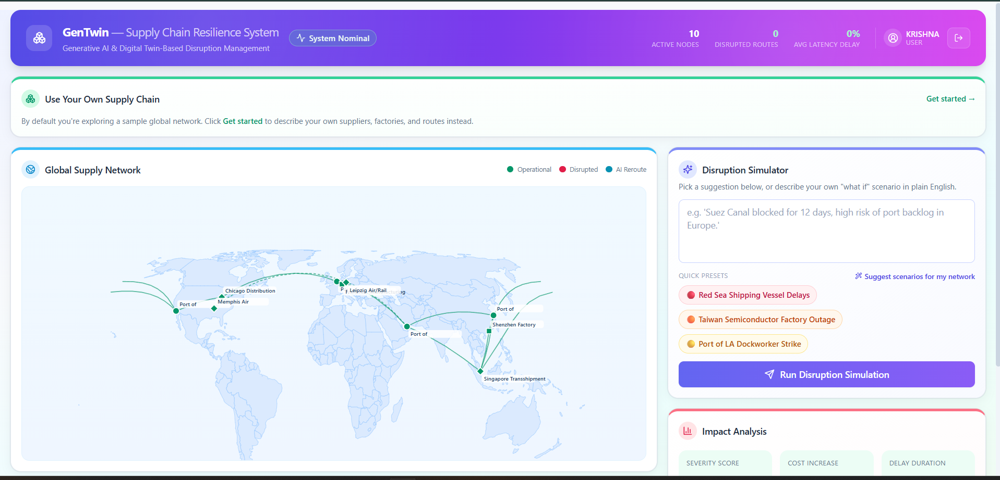 GenTwin — Supply Chain Resilience System
Generative AI & Digital Twin-Based Disruption Management
System Nominal
10
ACTIVE NODES
0
DISRUPTED ROUTES
0%
AVG LATENCY DELAY
KRISHNA
USER
Use Your Own Supply Chain
Get started →
By default you're exploring a sample global network. Click Get started to describe your own suppliers, factories, and routes instead.
Global Supply Network
Operational
Disrupted
AI Reroute
Chicago Distribution
Memphis Air
Port of
Leipzig Air/Rail
Port of
Port of
Shenzhen Factory
Singapore Transshipment
Disruption Simulator
Pick a suggestion below, or describe your own "what if" scenario in plain English.
e.g. 'Suez Canal blocked for 12 days, high risk of port backlog in
Europe.'
QUICK PRESETS
Suggest scenarios for my network
Red Sea Shipping Vessel Delays
Taiwan Semiconductor Factory Outage
Port of LA Dockworker Strike
Run Disruption Simulation
Impact Analysis
SEVERITY SCORE
COST INCREASE
DELAY DURATION